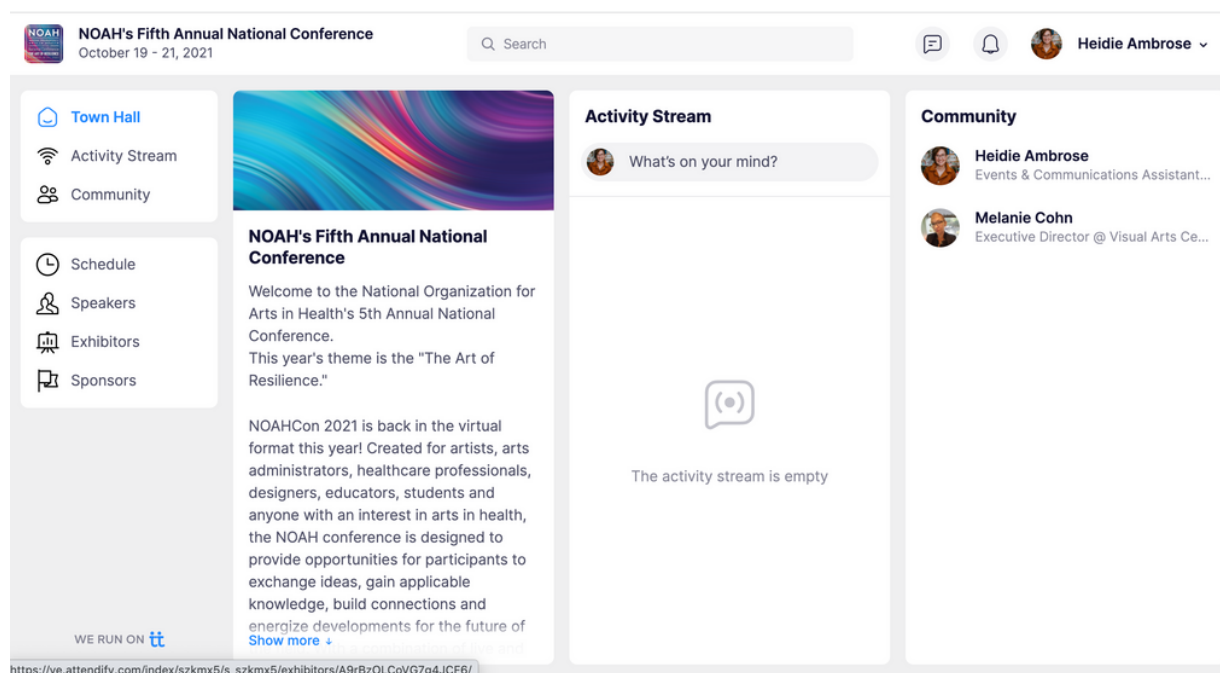 NOAH
NOAH's Fifth Annual National Conference
October 19 - 21, 2021
Search
Heidie Ambrose
Town Hall
Activity Stream
Community
Schedule
Speakers
Exhibitors
Sponsors
WE RUN ON tt
NOAH's Fifth Annual National
Conference
Welcome to the National Organization for
Arts in Health's 5th Annual National
Conference.
This year's theme is the "The Art of
Resilience."
NOAHCon 2021 is back in the virtual
format this year! Created for artists, arts
administrators, healthcare professionals,
designers, educators, students and
anyone with an interest in arts in health,
the NOAH conference is designed to
provide opportunities for participants to
exchange ideas, gain applicable
knowledge, build connections and
energize developments for the future of
Show more ↓
Activity Stream
What's on your mind?
The activity stream is empty
Community
Heidie Ambrose
Events & Communications Assistant...
Melanie Cohn
Executive Director @ Visual Arts Ce...
https://ve.attendify.com/index/szkmx5/s_szkmx5/exhibitors/A9rBzOLCoVG7q4JCF6/